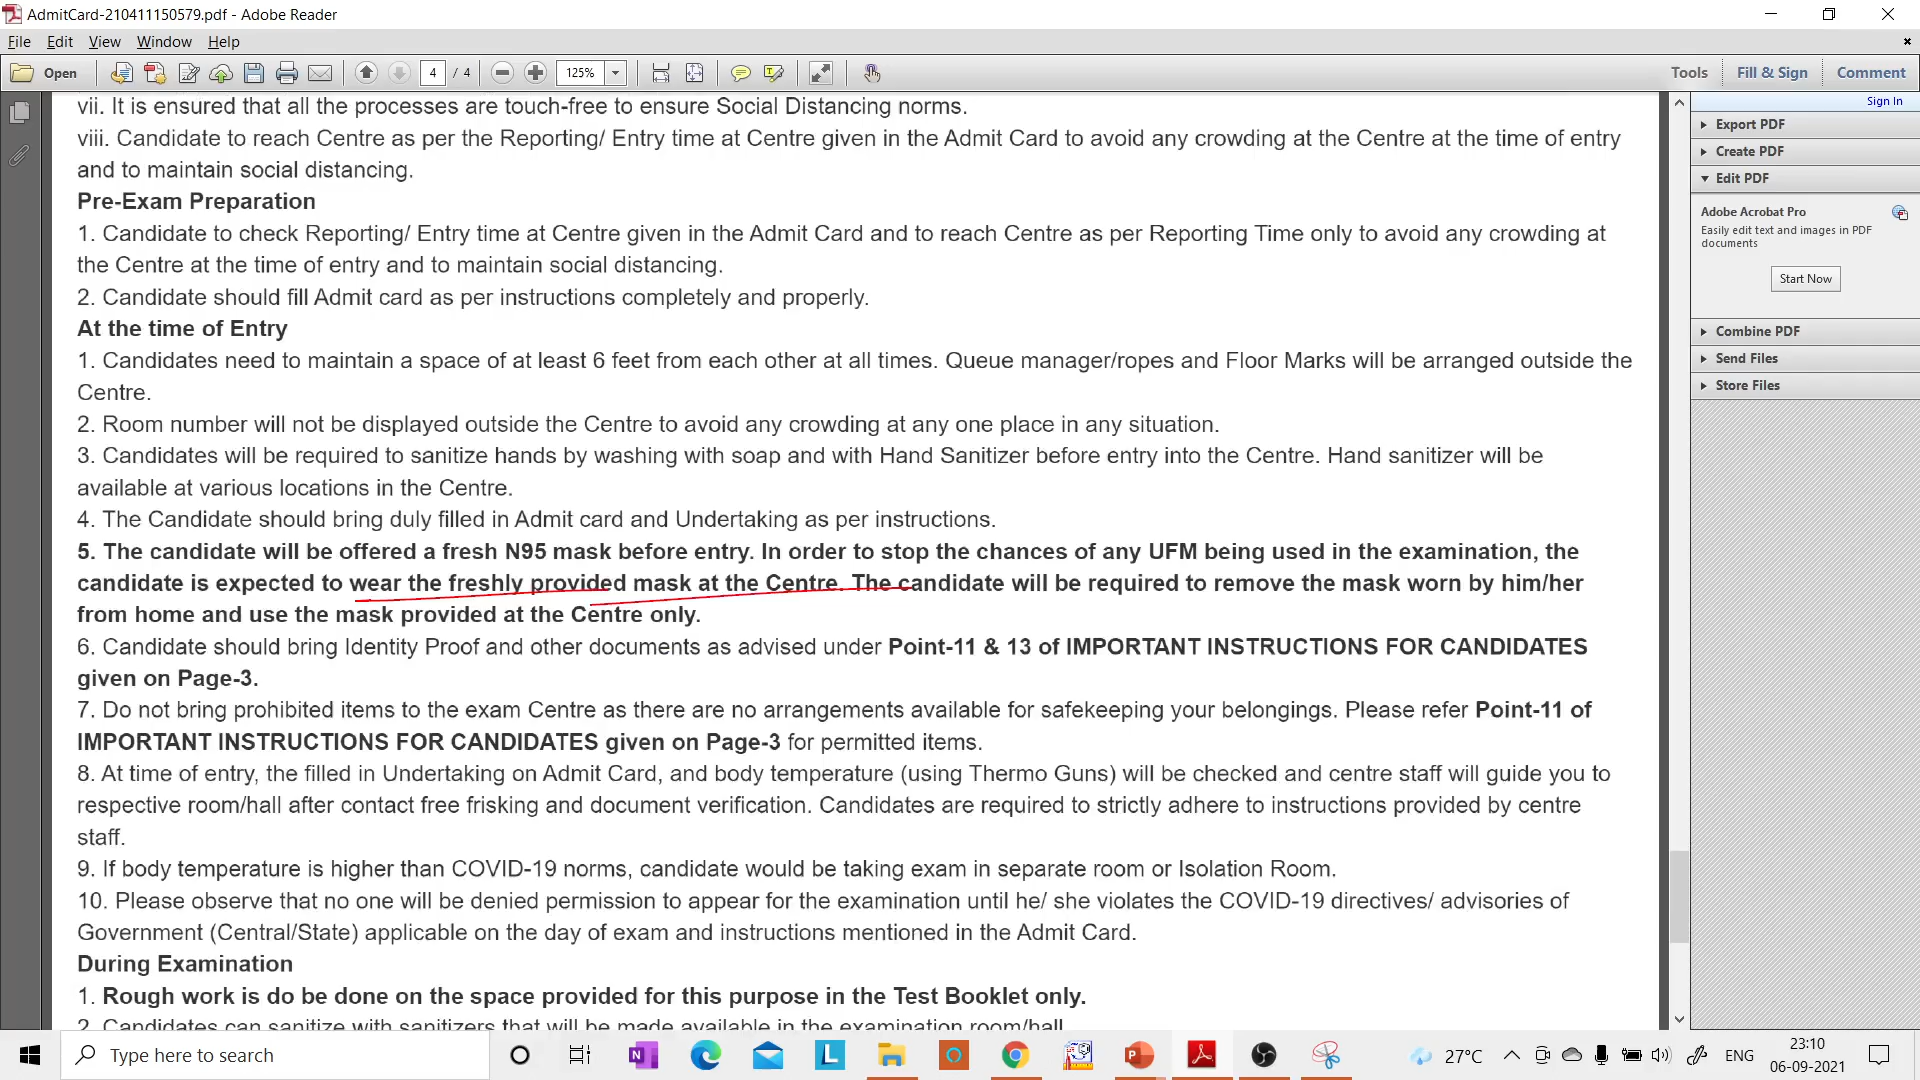 AdmitCard-210411150579.pdf - Adobe Reader
File Edit View Window Help
Open 4 / 4 125% Tools Fill & Sign Comment
Sign In
vii. It is ensured that all the processes are touch-free to ensure Social Distancing norms.
viii. Candidate to reach Centre as per the Reporting/ Entry time at Centre given in the Admit Card to avoid any crowding at the Centre at the time of entry
and to maintain social distancing.
Pre-Exam Preparation
1. Candidate to check Reporting/ Entry time at Centre given in the Admit Card and to reach Centre as per Reporting Time only to avoid any crowding at
the Centre at the time of entry and to maintain social distancing.
2. Candidate should fill Admit card as per instructions completely and properly.
At the time of Entry
1. Candidates need to maintain a space of at least 6 feet from each other at all times. Queue manager/ropes and Floor Marks will be arranged outside the
Centre.
2. Room number will not be displayed outside the Centre to avoid any crowding at any one place in any situation.
3. Candidates will be required to sanitize hands by washing with soap and with Hand Sanitizer before entry into the Centre. Hand sanitizer will be
available at various locations in the Centre.
4. The Candidate should bring duly filled in Admit card and Undertaking as per instructions.
5. The candidate will be offered a fresh N95 mask before entry. In order to stop the chances of any UFM being used in the examination, the
candidate is expected to wear the freshly provided mask at the Centre. The candidate will be required to remove the mask worn by him/her
from home and use the mask provided at the Centre only.
6. Candidate should bring Identity Proof and other documents as advised under Point-11 & 13 of IMPORTANT INSTRUCTIONS FOR CANDIDATES
given on Page-3.
7. Do not bring prohibited items to the exam Centre as there are no arrangements available for safekeeping your belongings. Please refer Point-11 of
IMPORTANT INSTRUCTIONS FOR CANDIDATES given on Page-3 for permitted items.
8. At time of entry, the filled in Undertaking on Admit Card, and body temperature (using Thermo Guns) will be checked and centre staff will guide you to
respective room/hall after contact free frisking and document verification. Candidates are required to strictly adhere to instructions provided by centre
staff.
9. If body temperature is higher than COVID-19 norms, candidate would be taking exam in separate room or Isolation Room.
10. Please observe that no one will be denied permission to appear for the examination until he/ she violates the COVID-19 directives/ advisories of
Government (Central/State) applicable on the day of exam and instructions mentioned in the Admit Card.
During Examination
1. Rough work is do be done on the space provided for this purpose in the Test Booklet only.
2. Candidates can sanitize with sanitizers that will be made available in the examination room/hall
Export PDF
Create PDF
Edit PDF
Adobe Acrobat Pro
Easily edit text and images in PDF
documents
Start Now
Combine PDF
Send Files
Store Files
Type here to search
27°C ENG
23:10
06-09-2021